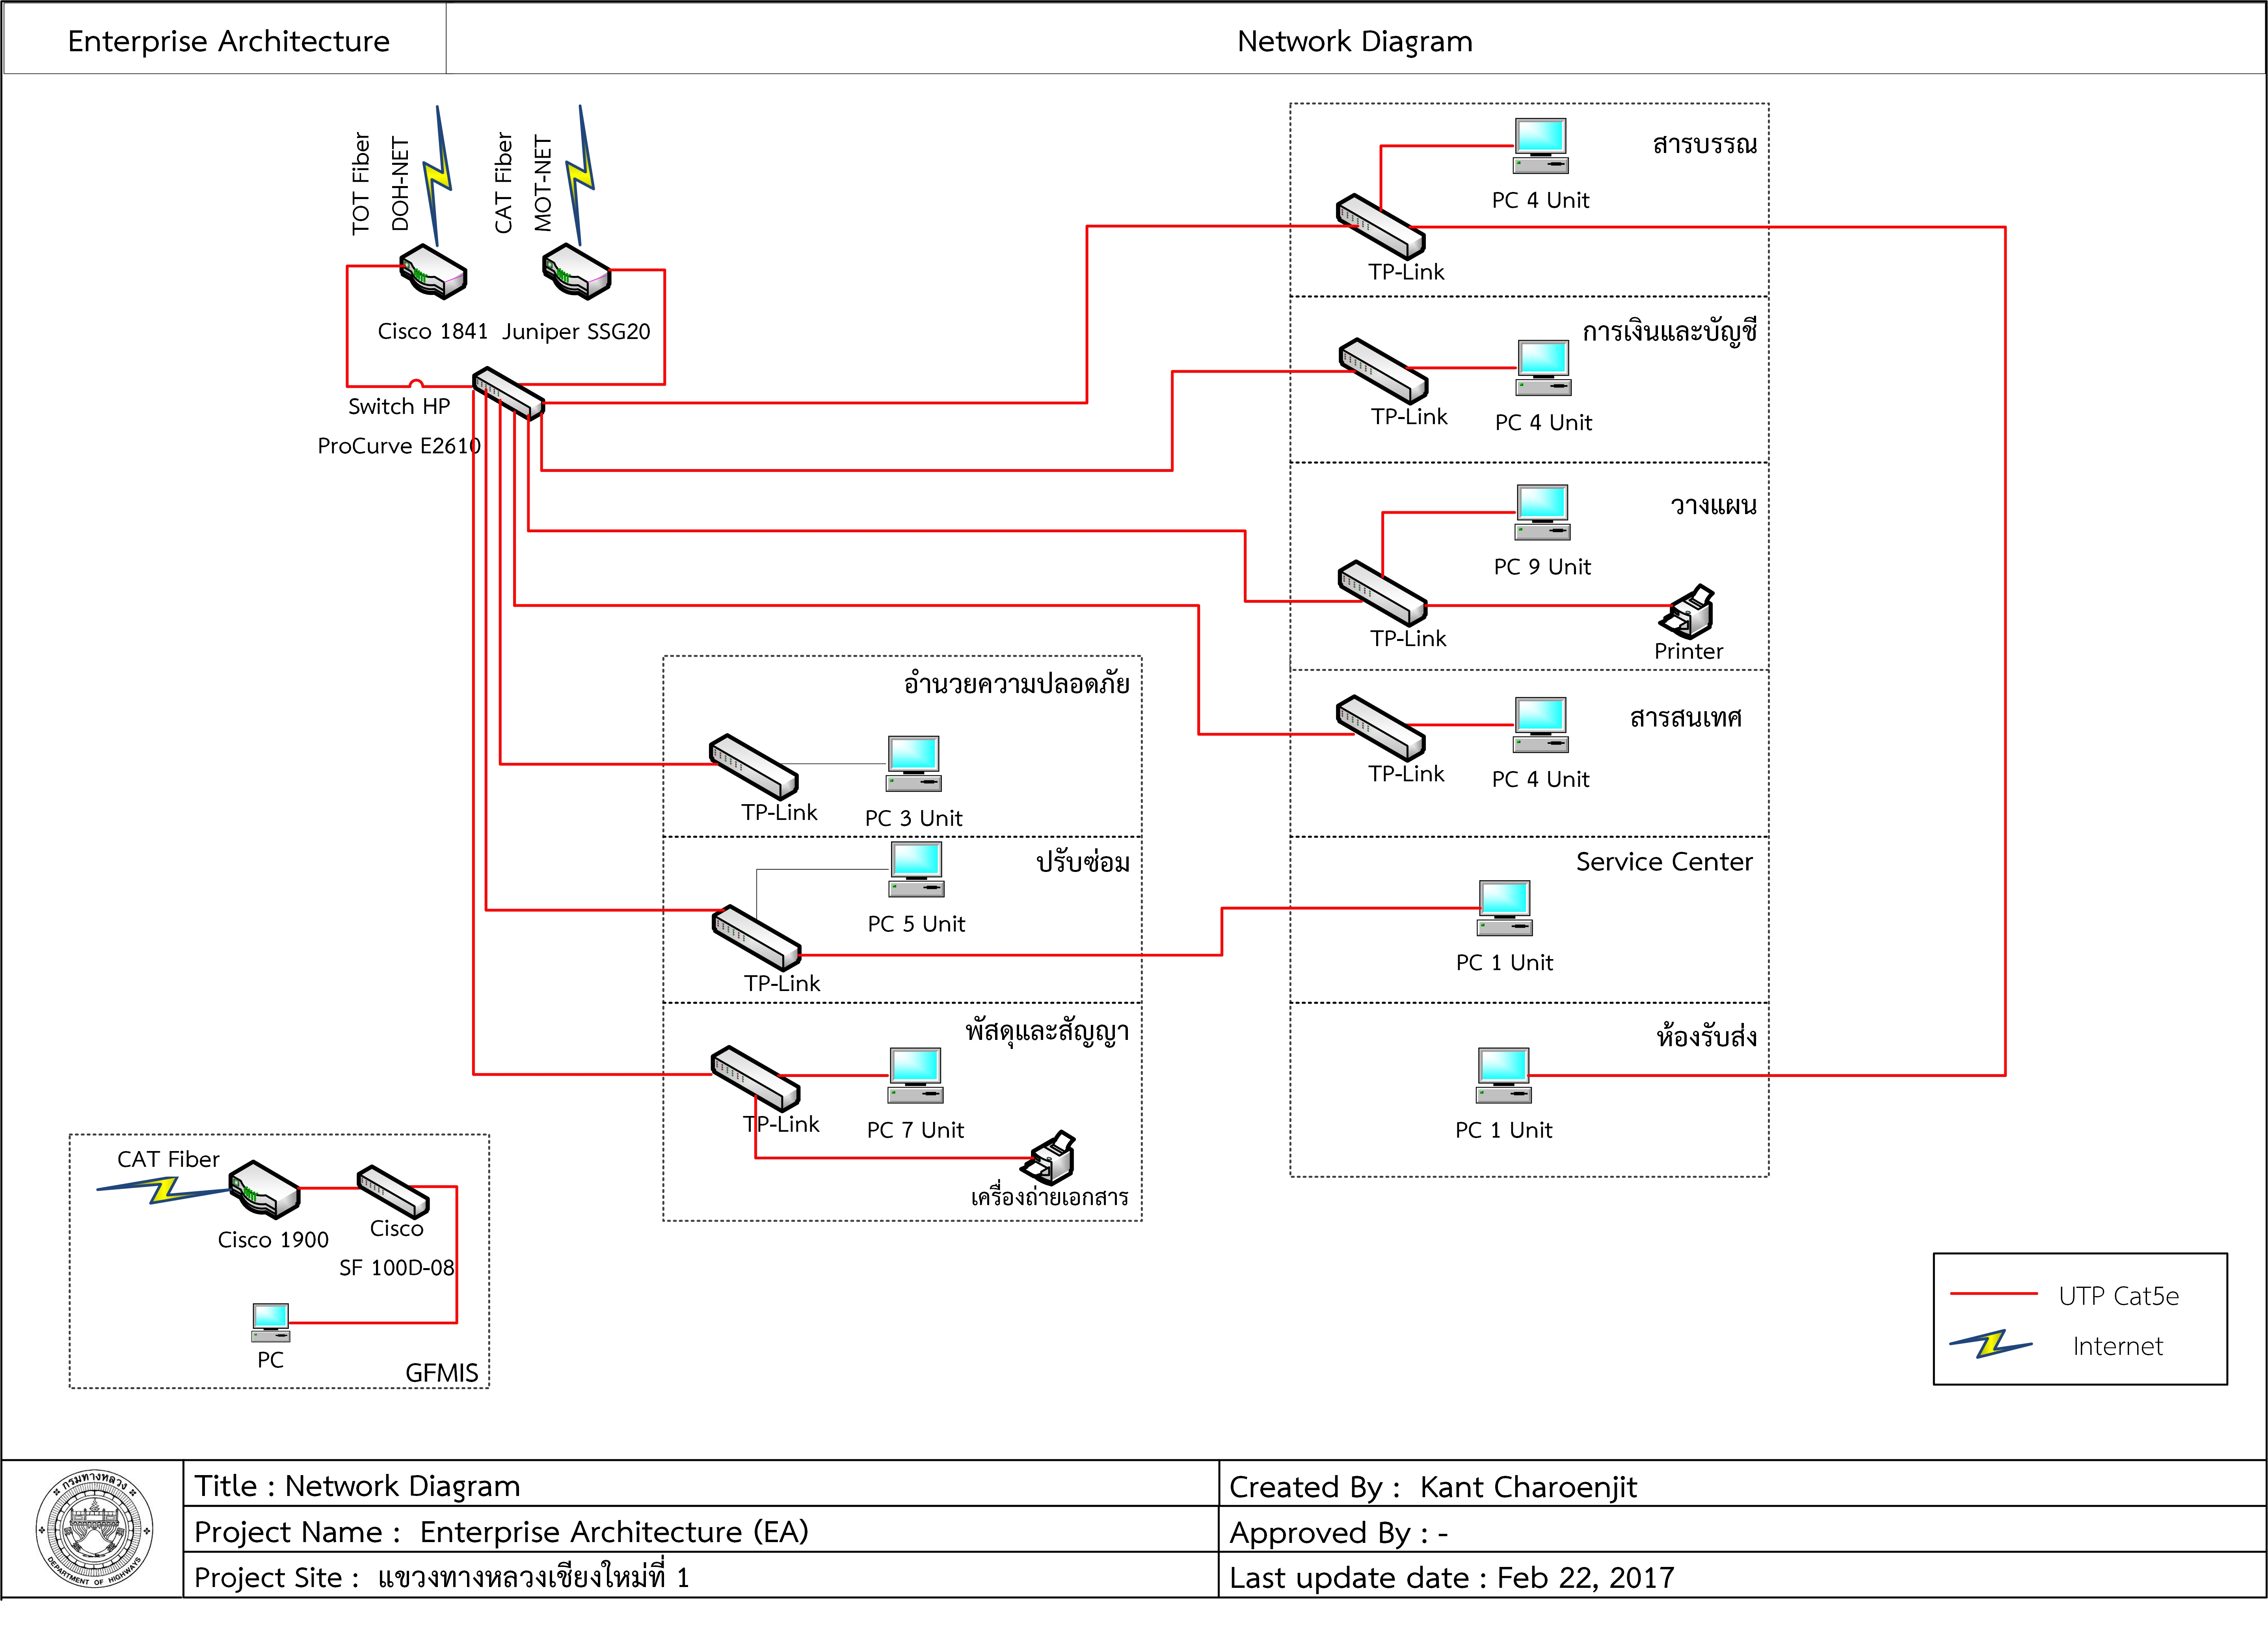 Enterprise Architecture
Network Diagram
TOT Fiber
DOH-NET
CAT Fiber
MOT-NET
Cisco 1841
Juniper SSG20
Switch HP
ProCurve E2610
สารบรรณ
PC 4 Unit
TP-Link
การเงินและบัญชี
PC 4 Unit
TP-Link
วางแผน
PC 9 Unit
TP-Link
Printer
สารสนเทศ
PC 4 Unit
TP-Link
Service Center
PC 1 Unit
ห้องรับส่ง
PC 1 Unit
อำนวยความปลอดภัย
TP-Link
PC 3 Unit
ปรับซ่อม
PC 5 Unit
TP-Link
พัสดุและสัญญา
TP-Link
PC 7 Unit
เครื่องถ่ายเอกสาร
CAT Fiber
Cisco 1900
Cisco
SF 100D-08
PC
GFMIS
UTP Cat5e
Internet
กรมทางหลวง
DEPARTMENT OF HIGHWAYS
Title : Network Diagram
Created By : Kant Charoenjit
Project Name : Enterprise Architecture (EA)
Approved By : -
Project Site : แขวงทางหลวงเชียงใหม่ที่ 1
Last update date : Feb 22, 2017